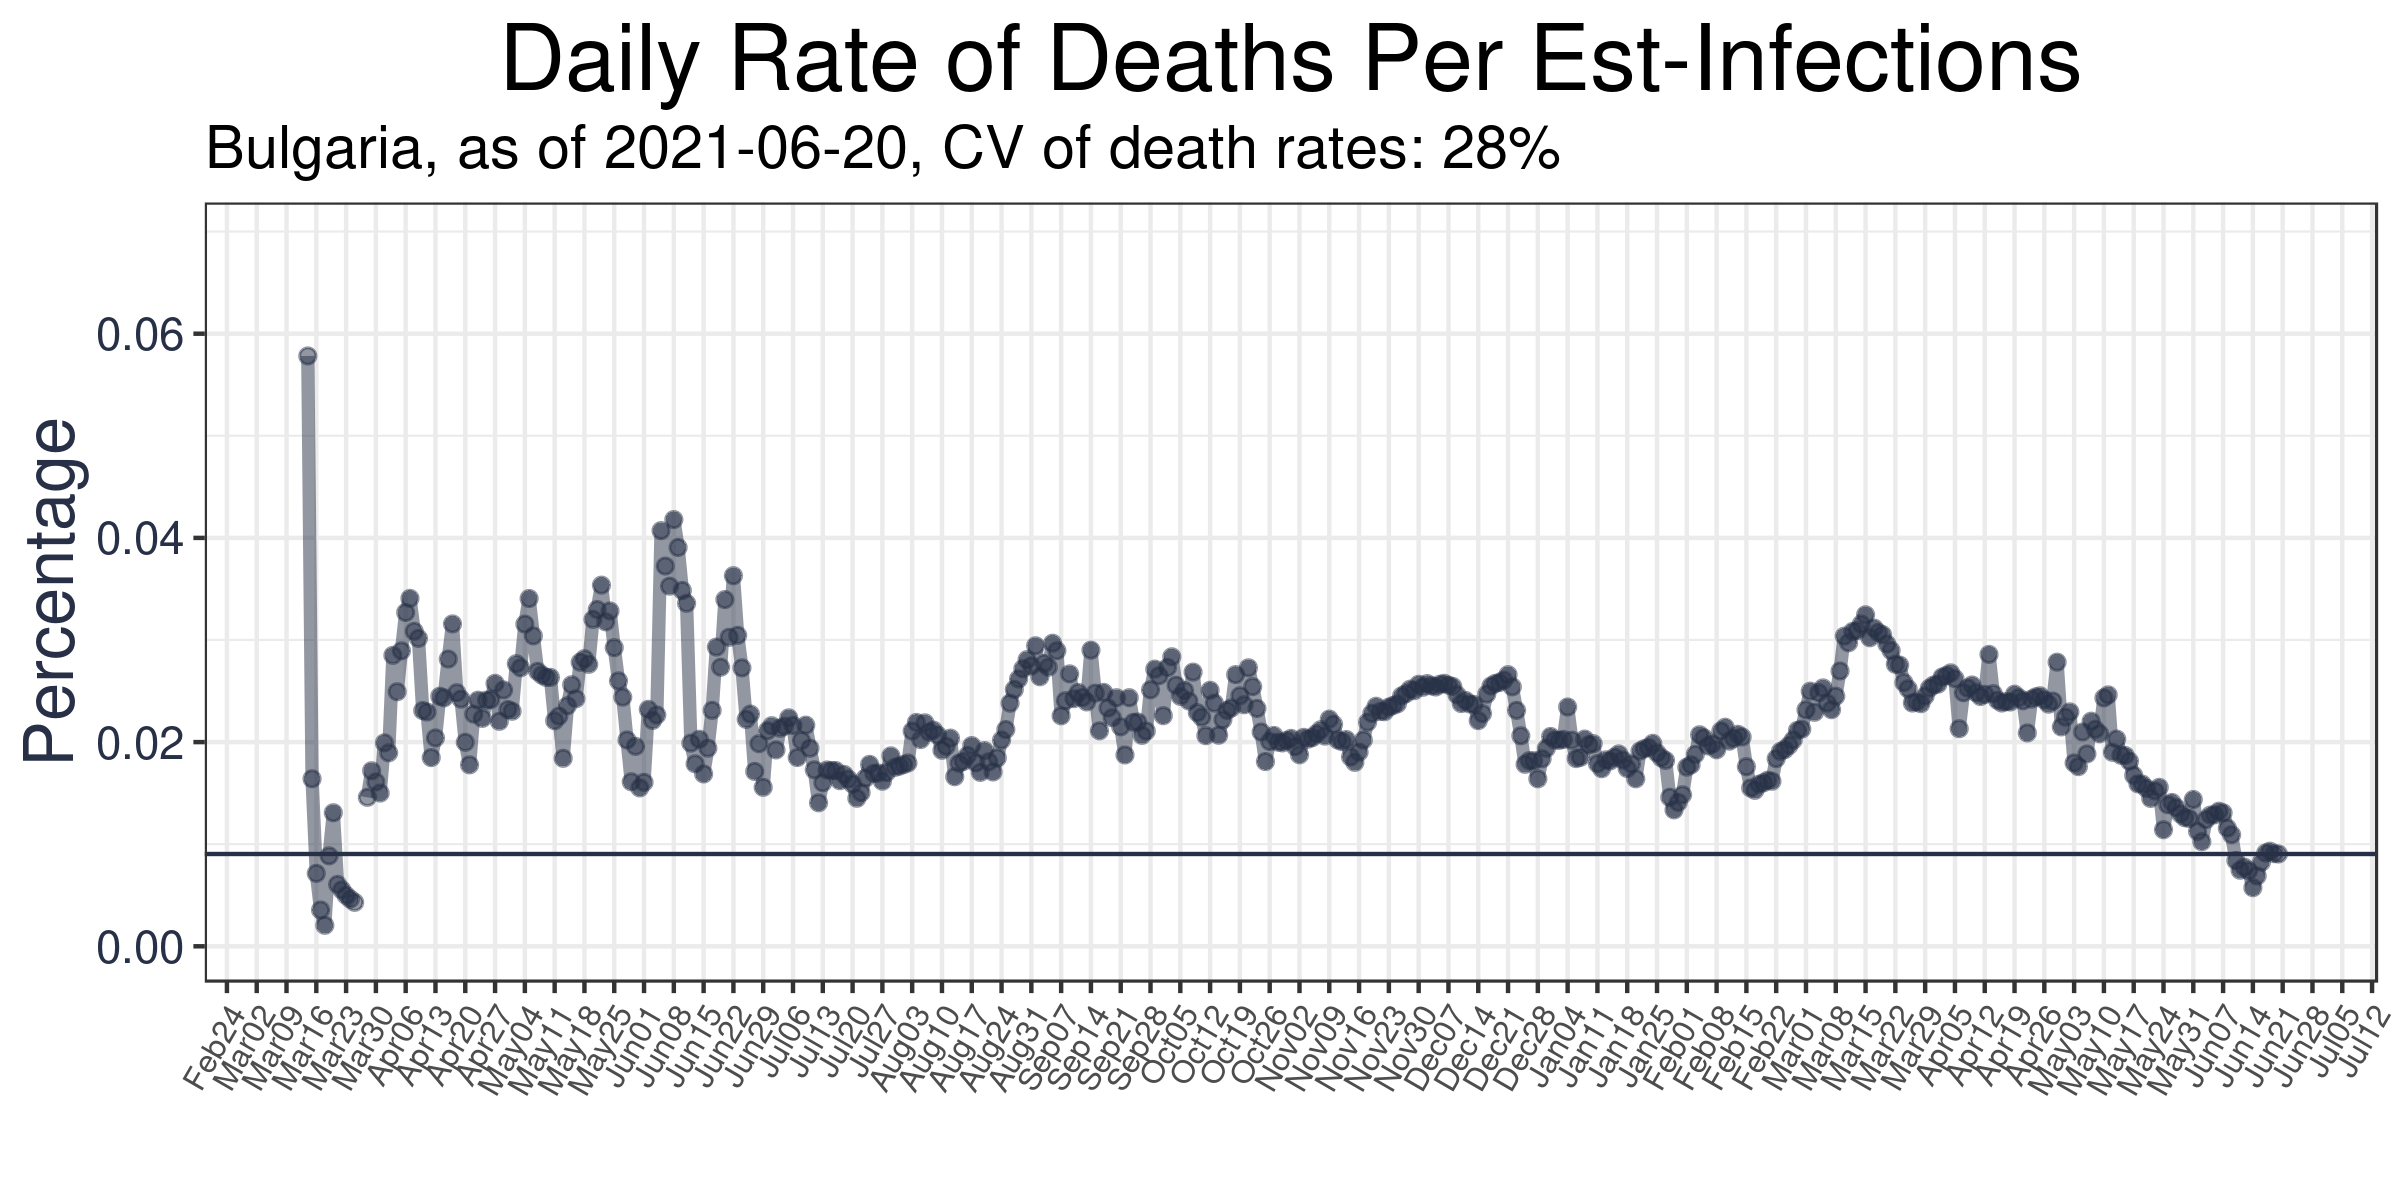 Daily Rate of Deaths Per Est-Infections
Bulgaria, as of 2021-06-20, CV of death rates: 28%
Percentage
0.06
0.04
0.02
0.00
Feb24
Mar02
Mar09
Mar16
Mar23
Mar30
Apr06
Apr13
Apr20
Apr27
May04
May11
May18
May25
Jun01
Jun08
Jun15
Jun22
Jun29
Jul06
Jul13
Jul20
Jul27
Aug03
Aug10
Aug17
Aug24
Aug31
Sep07
Sep14
Sep21
Sep28
Oct05
Oct12
Oct19
Oct26
Nov02
Nov09
Nov16
Nov23
Nov30
Dec07
Dec14
Dec21
Dec28
Jan04
Jan11
Jan18
Jan25
Feb01
Feb08
Feb15
Feb22
Mar01
Mar08
Mar15
Mar22
Mar29
Apr05
Apr12
Apr19
Apr26
May03
May10
May17
May24
May31
Jun07
Jun14
Jun21
Jun28
Jul05
Jul12